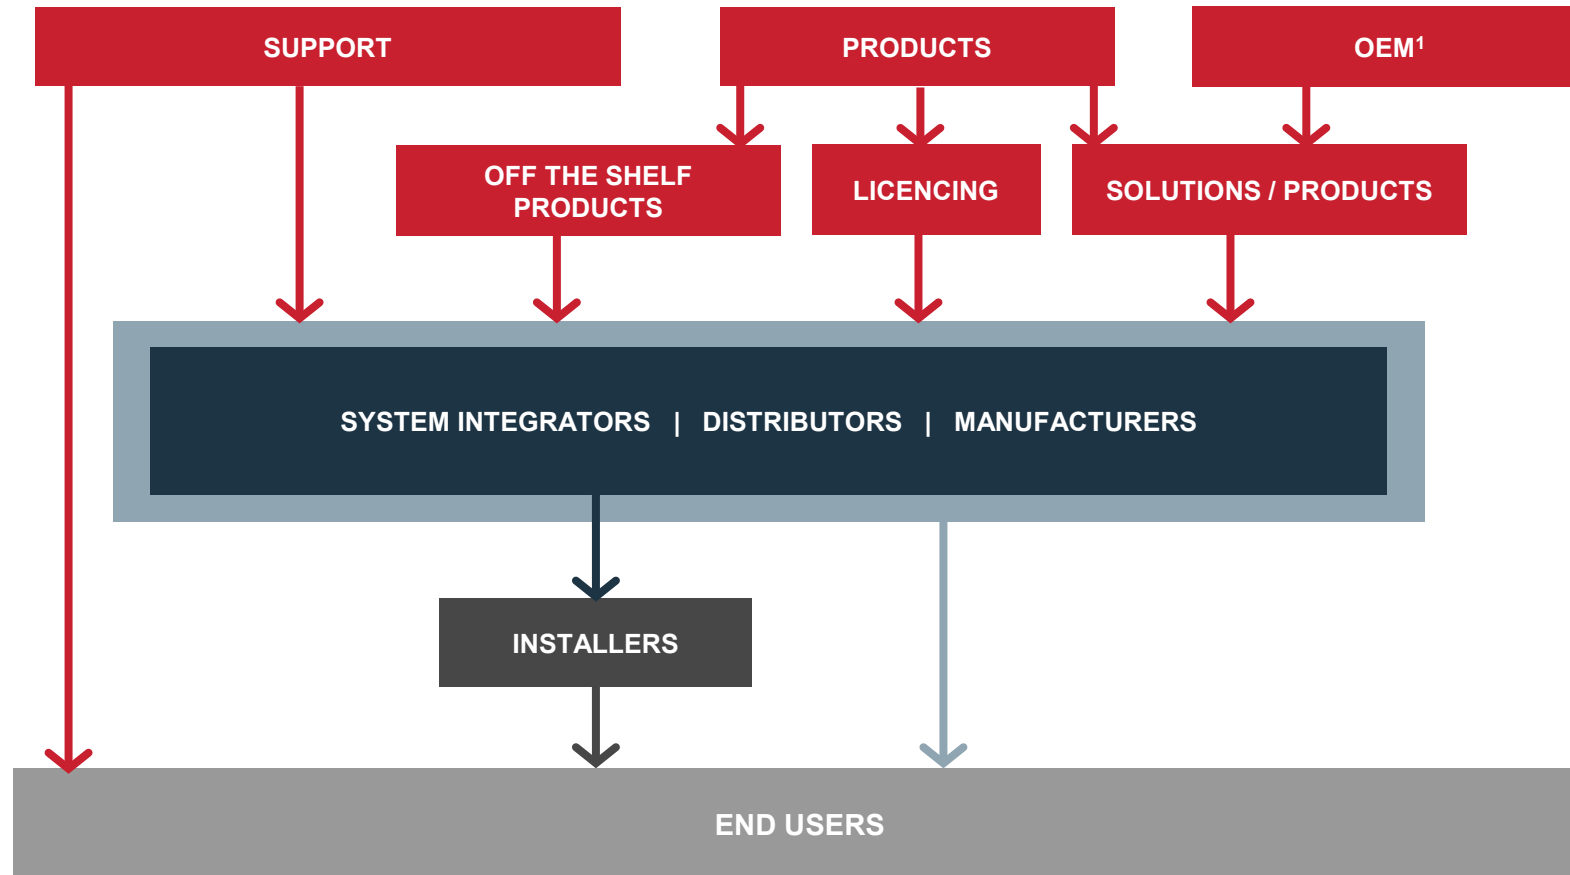 SUPPORT
PRODUCTS
OEM¹
OFF THE SHELF
PRODUCTS
LICENCING
SOLUTIONS / PRODUCTS
SYSTEM INTEGRATORS | DISTRIBUTORS | MANUFACTURERS
INSTALLERS
END USERS